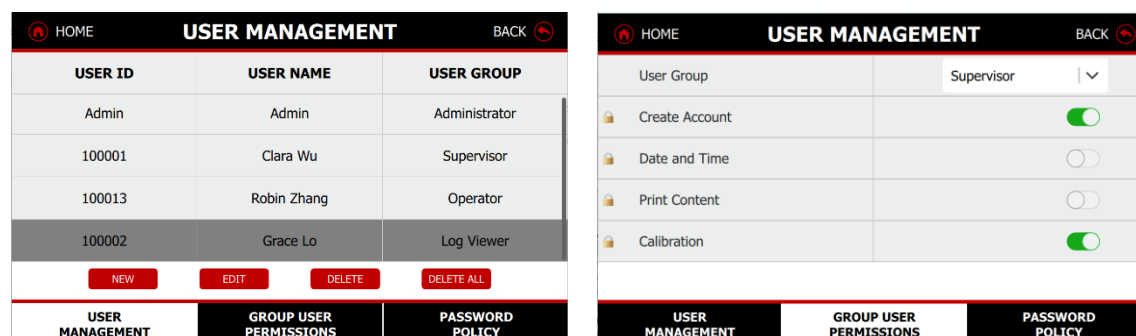 HOME USER MANAGEMENT BACK
USER ID USER NAME USER GROUP
Admin Admin Administrator
100001 Clara Wu Supervisor
100013 Robin Zhang Operator
100002 Grace Lo Log Viewer
NEW EDIT DELETE DELETE ALL
USER MANAGEMENT GROUP USER PERMISSIONS PASSWORD POLICY
HOME USER MANAGEMENT BACK
User Group Supervisor
Create Account
Date and Time
Print Content
Calibration
USER MANAGEMENT GROUP USER PERMISSIONS PASSWORD POLICY